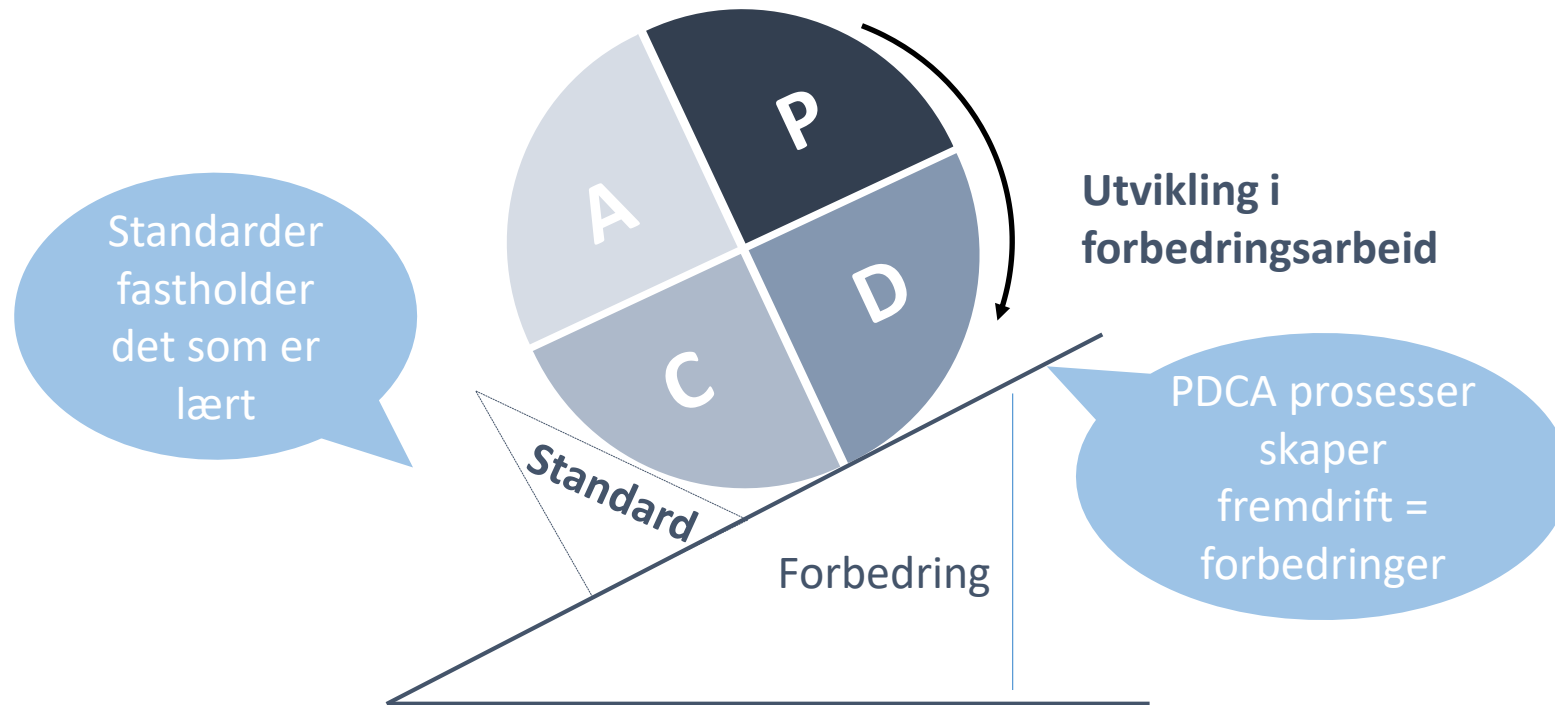 P
A
D
C
Utvikling i
forbedringsarbeid
Standarder
fastholder
det som er
lært
Standard
PDCA prosesser
skaper
fremdrift =
forbedringer
Forbedring